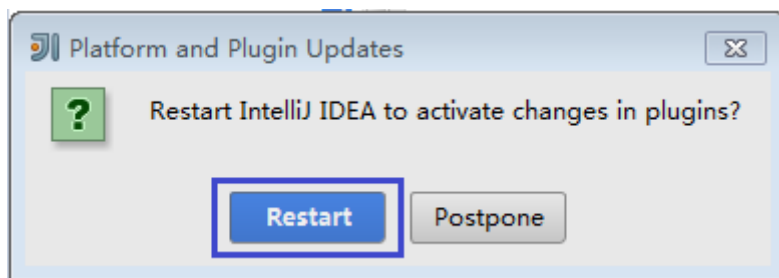 Platform and Plugin Updates
Restart IntelliJ IDEA to activate changes in plugins?
Restart
Postpone